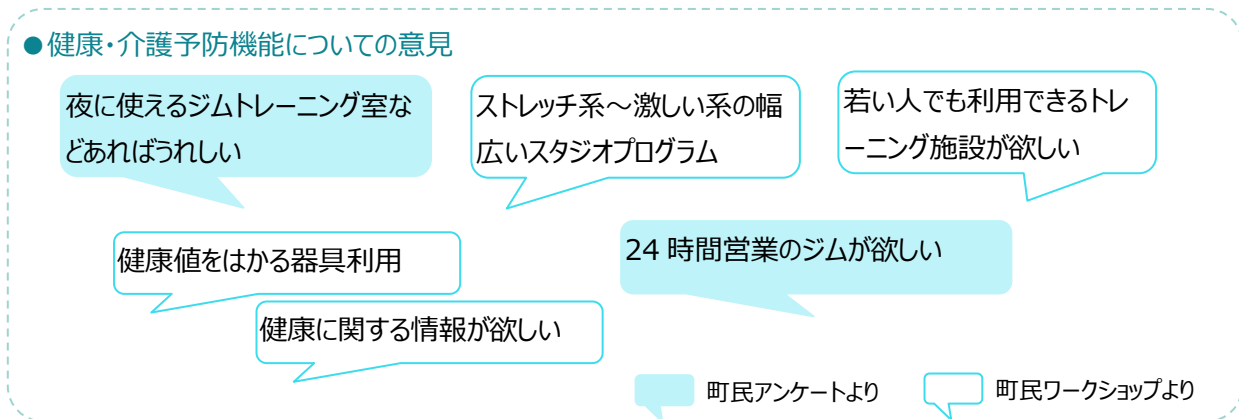 ●健康・介護予防機能についての意見
夜に使えるジムトレーニング室な
どあればうれしい
ストレッチ系～激しい系の幅
広いスタジオプログラム
若い人でも利用できるトレ
ーニング施設が欲しい
健康値をはかる器具利用
24 時間営業のジムが欲しい
健康に関する情報が欲しい
町民アンケートより
町民ワークショップより